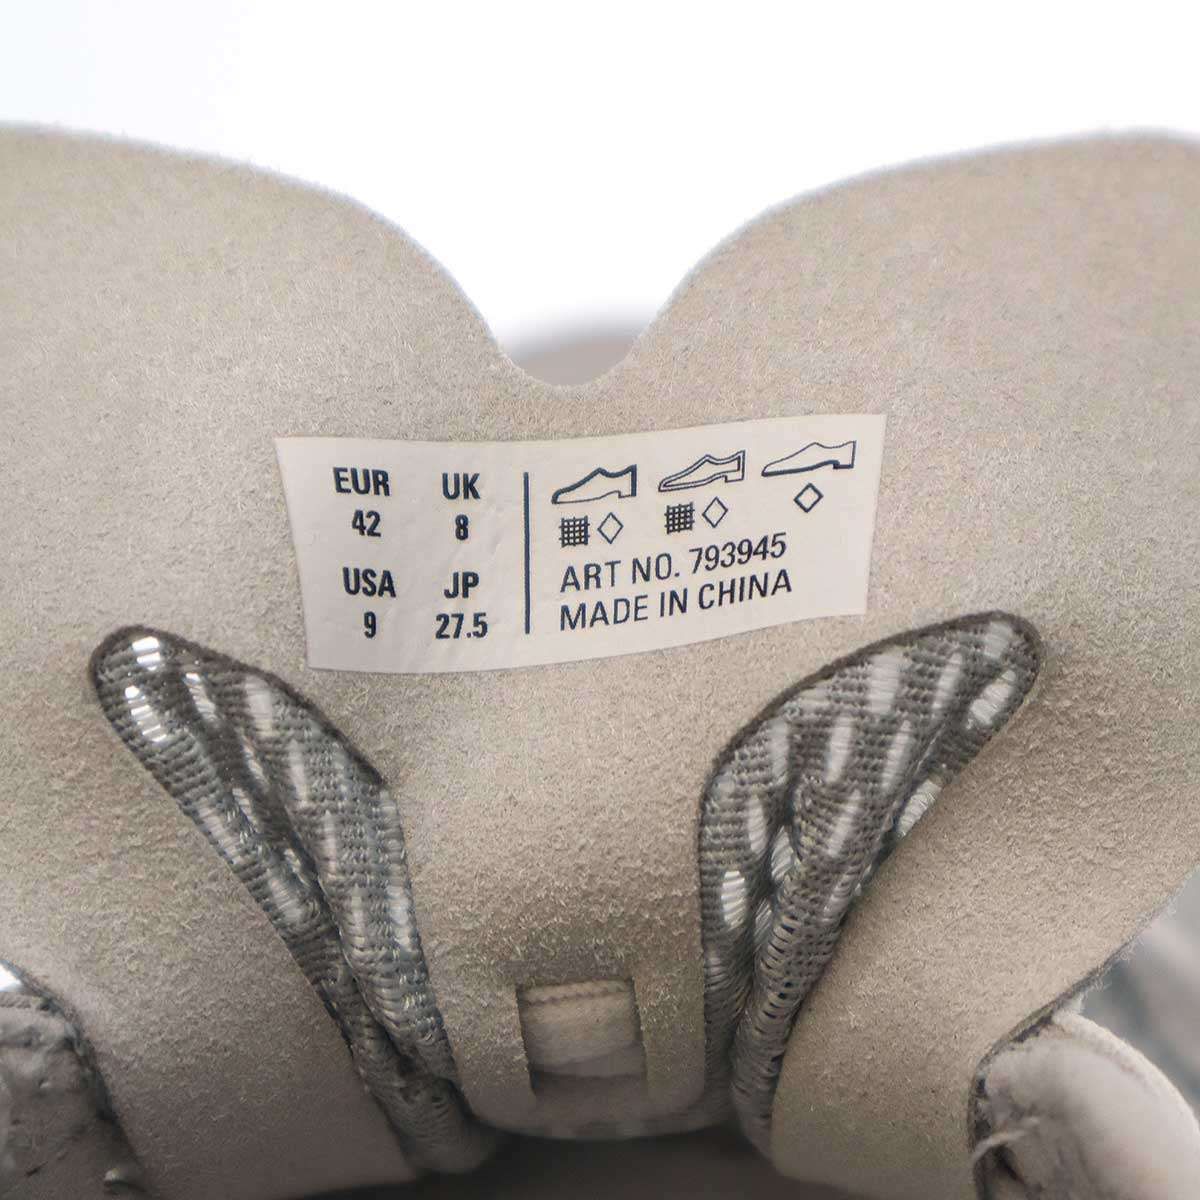 EUR UK
42 8
USA JP
9 27.5
ART NO. 793945
MADE IN CHINA